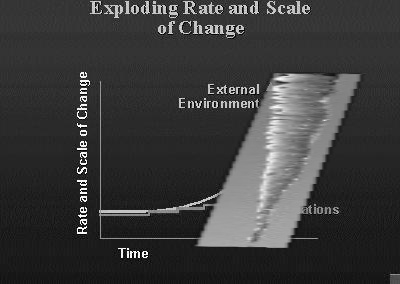 Exploding Rate and Scale
of Change
External
Environment
Rate and Scale of Change
Time